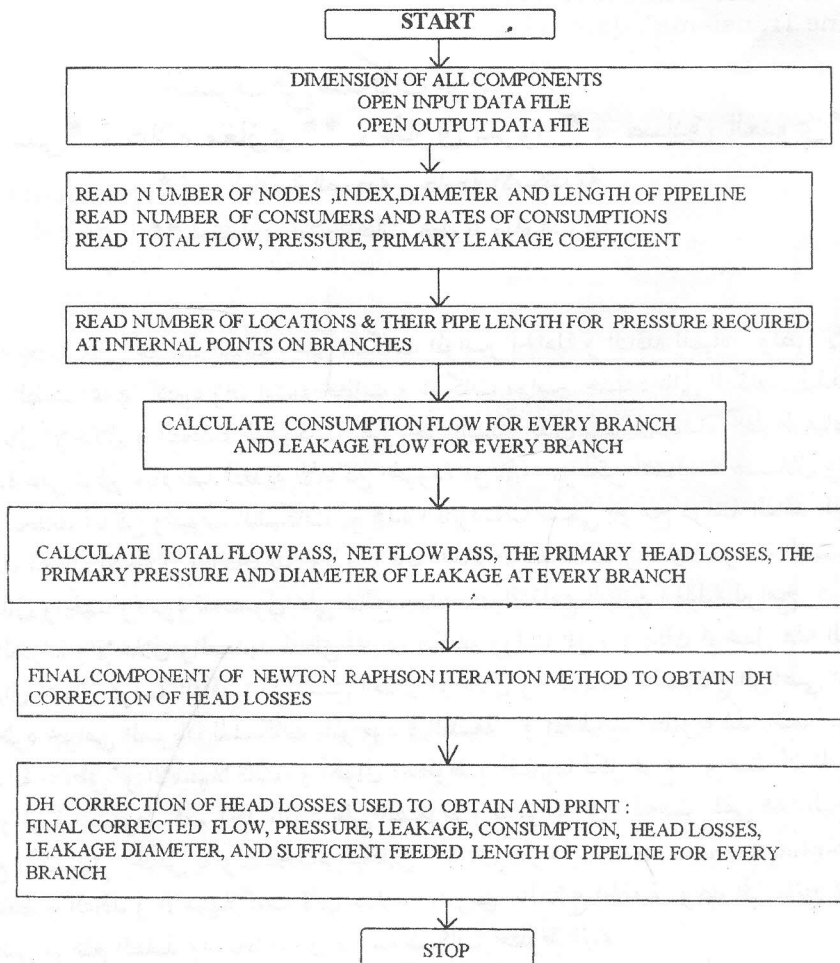 START
DIMENSION OF ALL COMPONENTS
OPEN INPUT DATA FILE
OPEN OUTPUT DATA FILE
READ N UMBER OF NODES ,INDEX,DIAMETER AND LENGTH OF PIPELINE
READ NUMBER OF CONSUMERS AND RATES OF CONSUMPTIONS
READ TOTAL FLOW, PRESSURE, PRIMARY LEAKAGE COEFFICIENT
READ NUMBER OF LOCATIONS & THEIR PIPE LENGTH FOR PRESSURE REQUIRED
AT INTERNAL POINTS ON BRANCHES
CALCULATE CONSUMPTION FLOW FOR EVERY BRANCH
AND LEAKAGE FLOW FOR EVERY BRANCH
CALCULATE TOTAL FLOW PASS, NET FLOW PASS, THE PRIMARY HEAD LOSSES, THE
PRIMARY PRESSURE AND DIAMETER OF LEAKAGE AT EVERY BRANCH
FINAL COMPONENT OF NEWTON RAPHSON ITERATION METHOD TO OBTAIN DH
CORRECTION OF HEAD LOSSES
DH CORRECTION OF HEAD LOSSES USED TO OBTAIN AND PRINT :
FINAL CORRECTED FLOW, PRESSURE, LEAKAGE, CONSUMPTION, HEAD LOSSES,
LEAKAGE DIAMETER, AND SUFFICIENT FEEDED LENGTH OF PIPELINE FOR EVERY
BRANCH
STOP